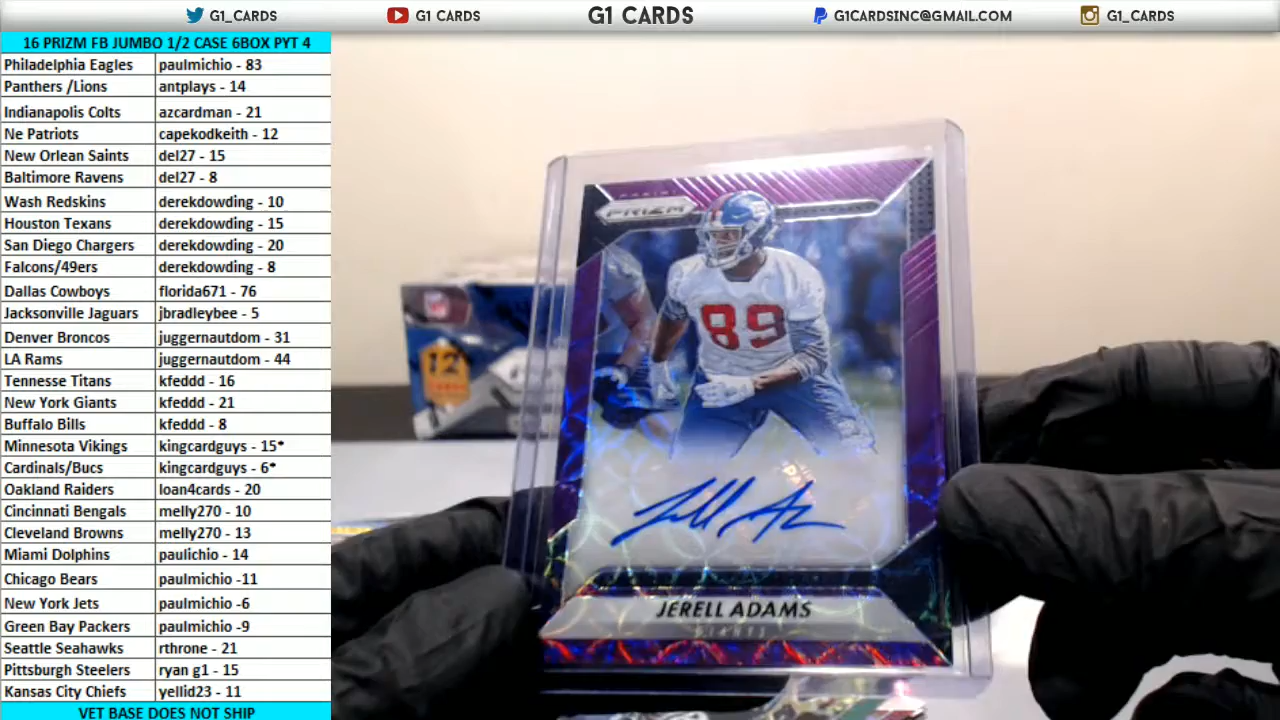 G1_CARDS
G1 CARDS
G1 CARDS
G1CARDSINC@GMAIL.COM
G1_CARDS
16 PRIZM FB JUMBO 1/2 CASE 6BOX PYT 4
Philadelphia Eagles paulmichio - 83
Panthers /Lions antplays - 14
Indianapolis Colts azcardman - 21
Ne Patriots capekodkeith - 12
New Orlean Saints del27 - 15
Baltimore Ravens del27 - 8
Wash Redskins derekdowding - 10
Houston Texans derekdowding - 15
San Diego Chargers derekdowding - 20
Falcons/49ers derekdowding - 8
Dallas Cowboys florida671 - 76
Jacksonville Jaguars jbradleybee - 5
Denver Broncos juggernautdom - 31
LA Rams juggernautdom - 44
Tennesse Titans kfeddd - 16
New York Giants kfeddd - 21
Buffalo Bills kfeddd - 8
Minnesota Vikings kingcardguys - 15*
Cardinals/Bucs kingcardguys - 6*
Oakland Raiders loan4cards - 20
Cincinnati Bengals melly270 - 10
Cleveland Browns melly270 - 13
Miami Dolphins paulichio - 14
Chicago Bears paulmichio -11
New York Jets paulmichio -6
Green Bay Packers paulmichio -9
Seattle Seahawks rthrone - 21
Pittsburgh Steelers ryan g1 - 15
Kansas City Chiefs yellid23 - 11
VET BASE DOES NOT SHIP
PRIZM
89
JERELL ADAMS
GIANTS
12